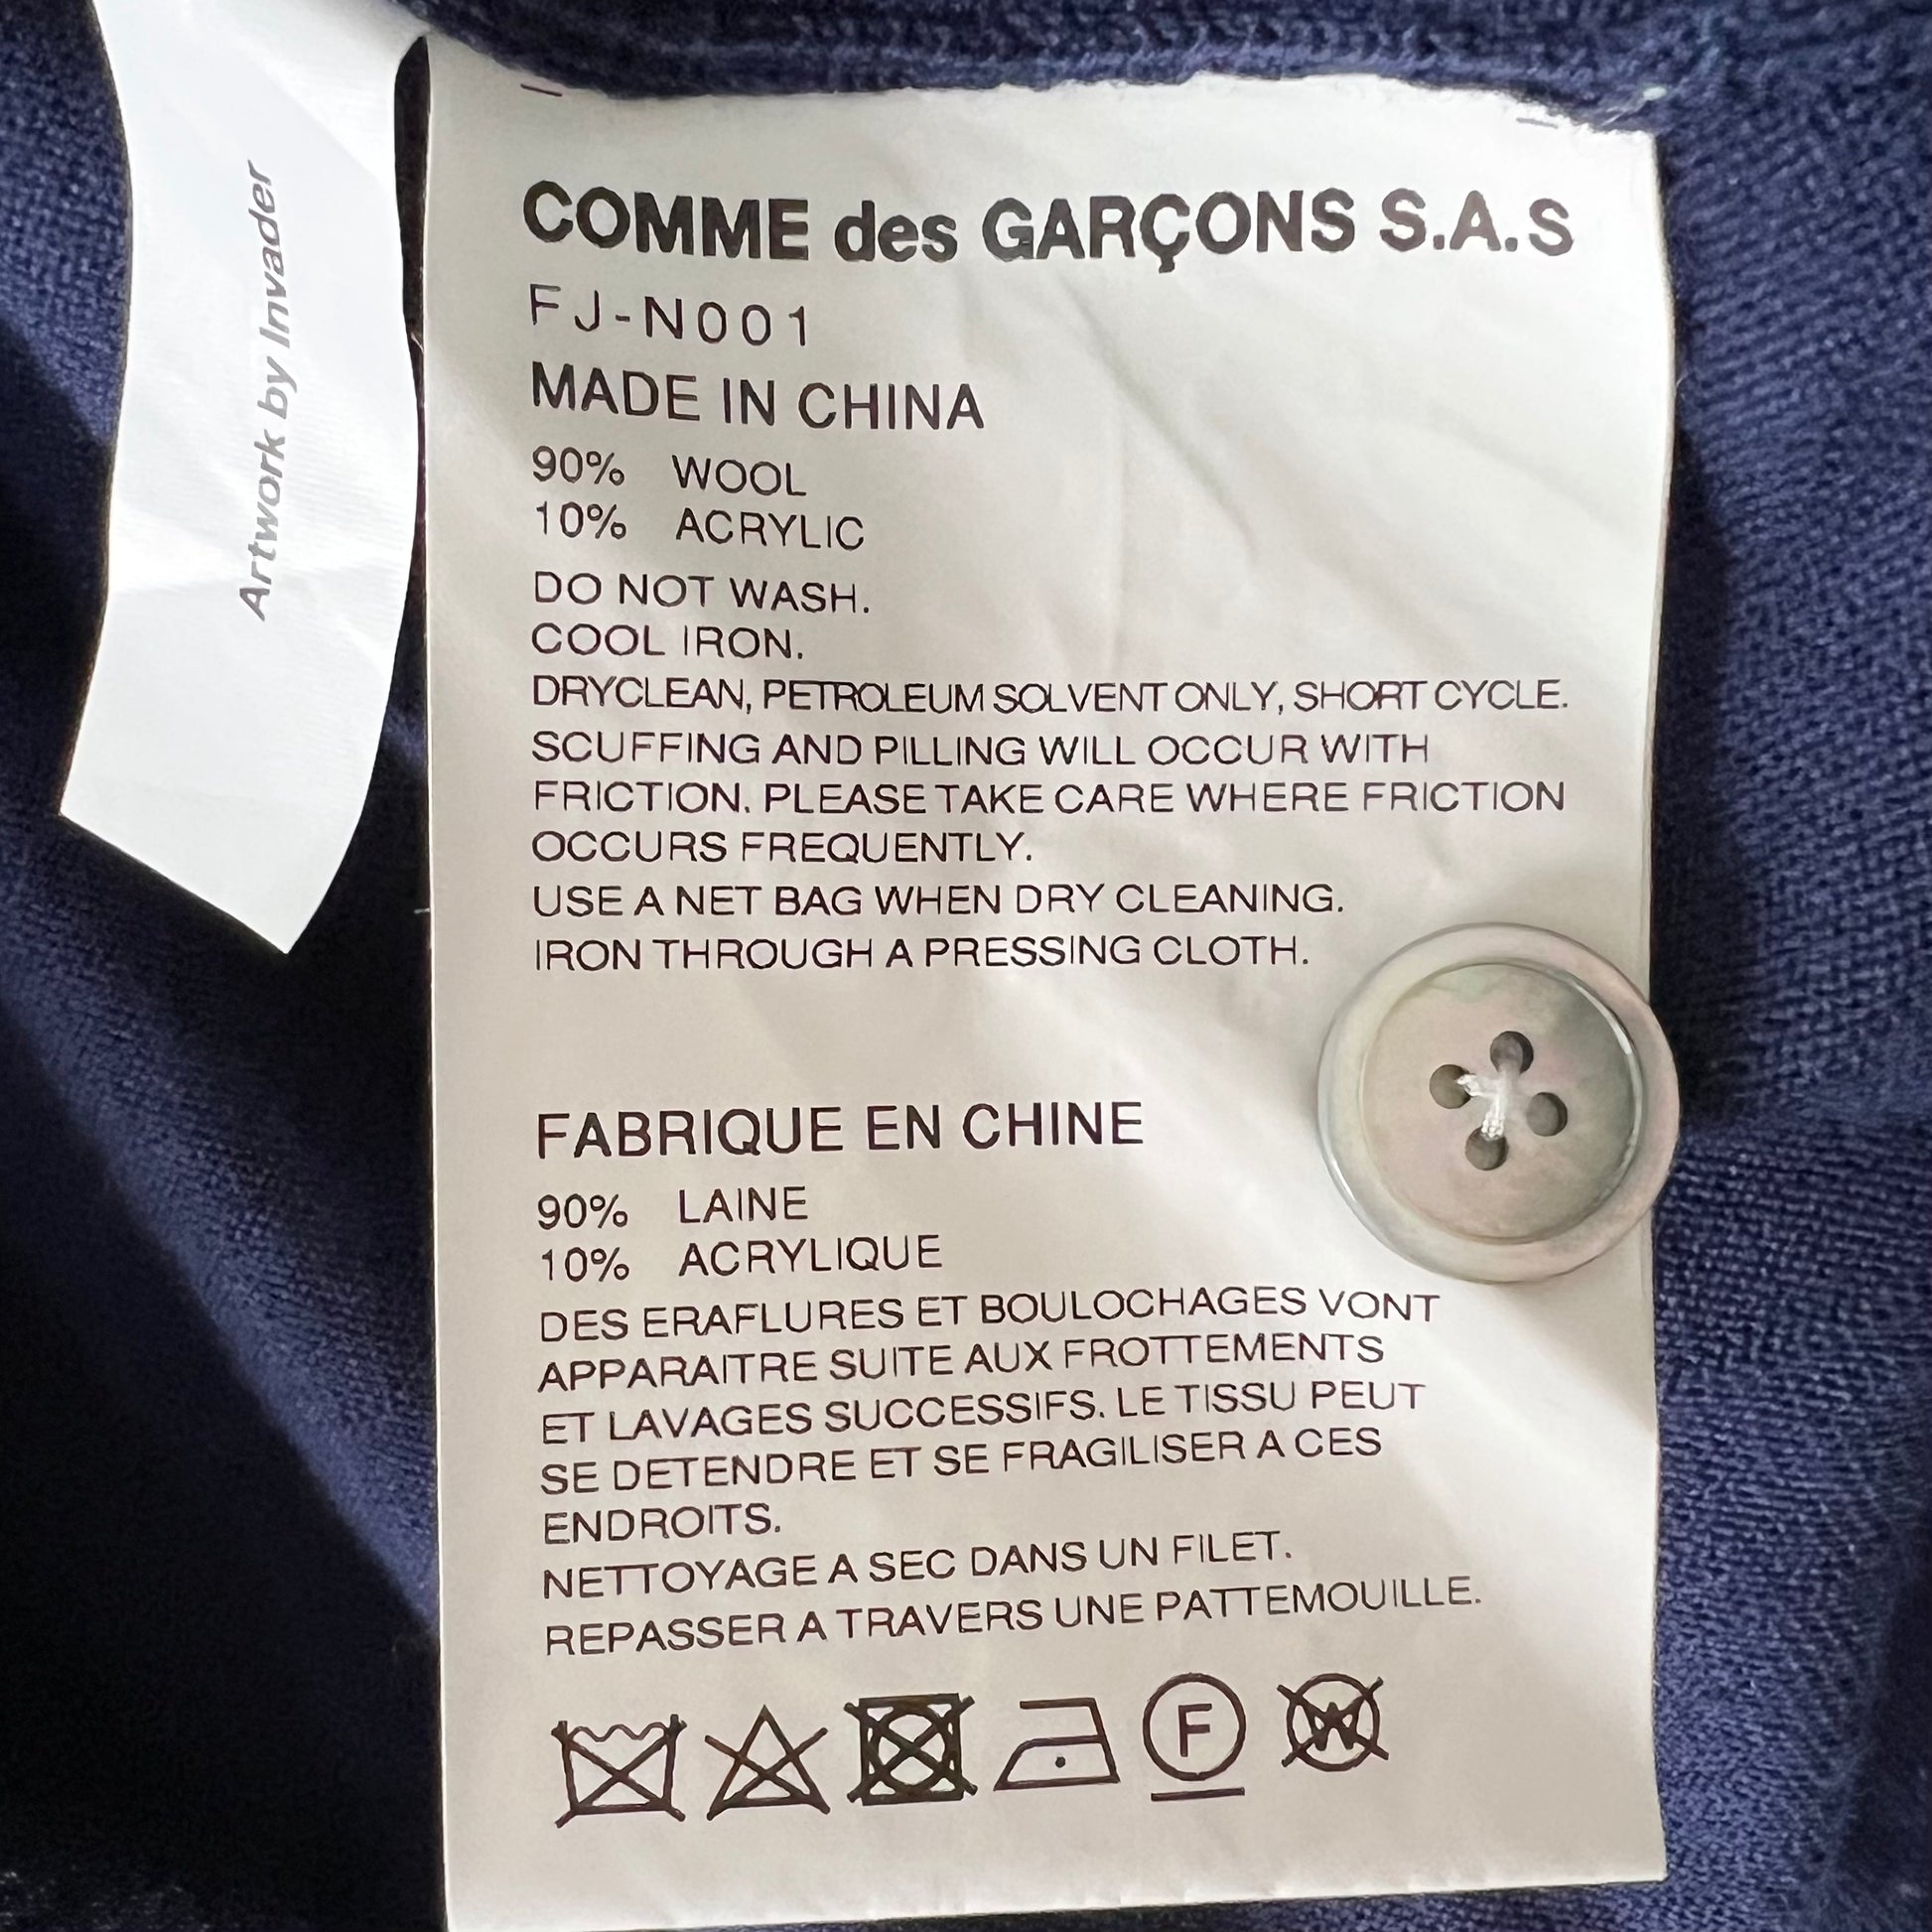 Artwork by Invader
COMME des GARÇONS S.A.S
FJ-N001
MADE IN CHINA
90% WOOL
10% ACRYLIC
DO NOT WASH.
COOL IRON.
DRYCLEAN, PETROLEUM SOLVENT ONLY, SHORT CYCLE.
SCUFFING AND PILLING WILL OCCUR WITH
FRICTION. PLEASE TAKE CARE WHERE FRICTION
OCCURS FREQUENTLY.
USE A NET BAG WHEN DRY CLEANING.
IRON THROUGH A PRESSING CLOTH.
FABRIQUE EN CHINE
90% LAINE
10% ACRYLIQUE
DES ERAFLURES ET BOULOCHAGES VONT
APPARAITRE SUITE AUX FROTTEMENTS
ET LAVAGES SUCCESSIFS. LE TISSU PEUT
SE DETENDRE ET SE FRAGILISER A CES
ENDROITS.
NETTOYAGE A SEC DANS UN FILET.
REPASSER A TRAVERS UNE PATTEMOUILLE.
F W